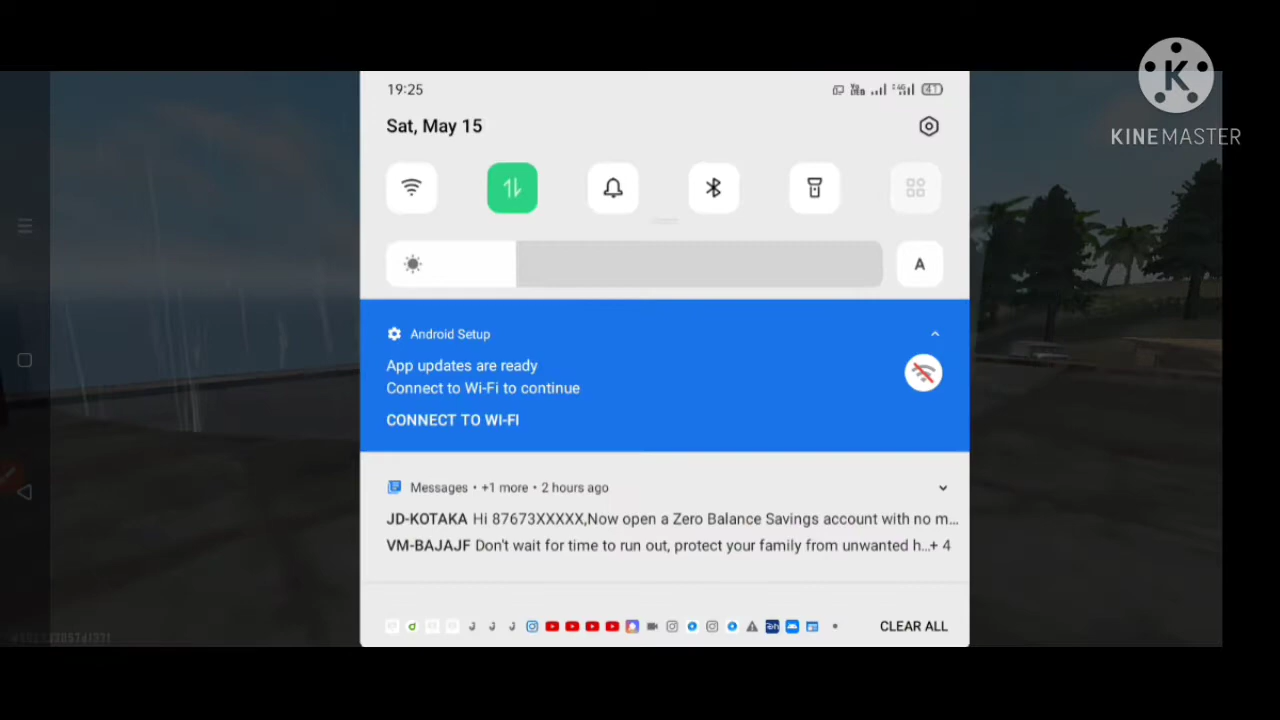 19:25
41
Sat, May 15
KINEMASTER
A
Android Setup
App updates are ready
Connect to Wi-Fi to continue
CONNECT TO WI-FI
Messages • +1 more • 2 hours ago
JD-KOTAKA Hi 87673XXXXX,Now open a Zero Balance Savings account with no m...
VM-BAJAJF Don't wait for time to run out, protect your family from unwanted h...+ 4
CLEAR ALL